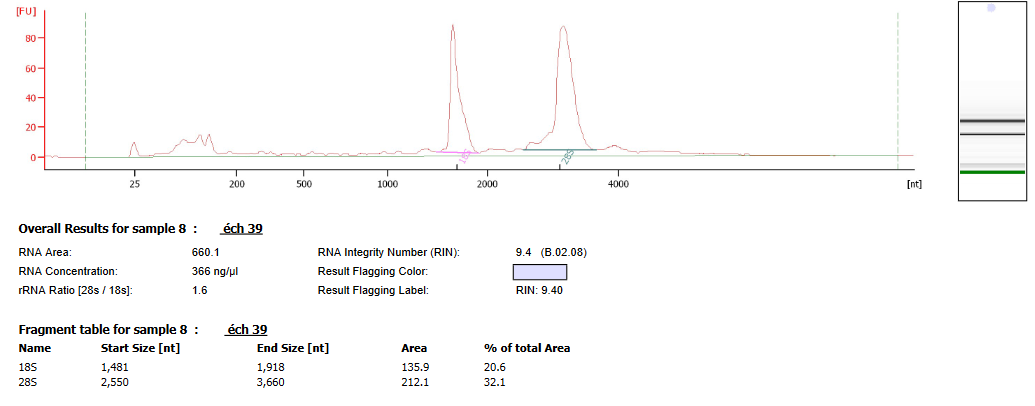 [FU]
80
60
40
20
0
18S
28S
25 200 500 1000 2000 4000 [nt]
Overall Results for sample 8 : éch 39
RNA Area: 660.1 RNA Integrity Number (RIN): 9.4 (B.02.08)
RNA Concentration: 366 ng/µl Result Flagging Color:
rRNA Ratio [28s / 18s]: 1.6 Result Flagging Label: RIN: 9.40
Fragment table for sample 8 : éch 39
Name Start Size [nt] End Size [nt] Area % of total Area
18S 1,481 1,918 135.9 20.6
28S 2,550 3,660 212.1 32.1